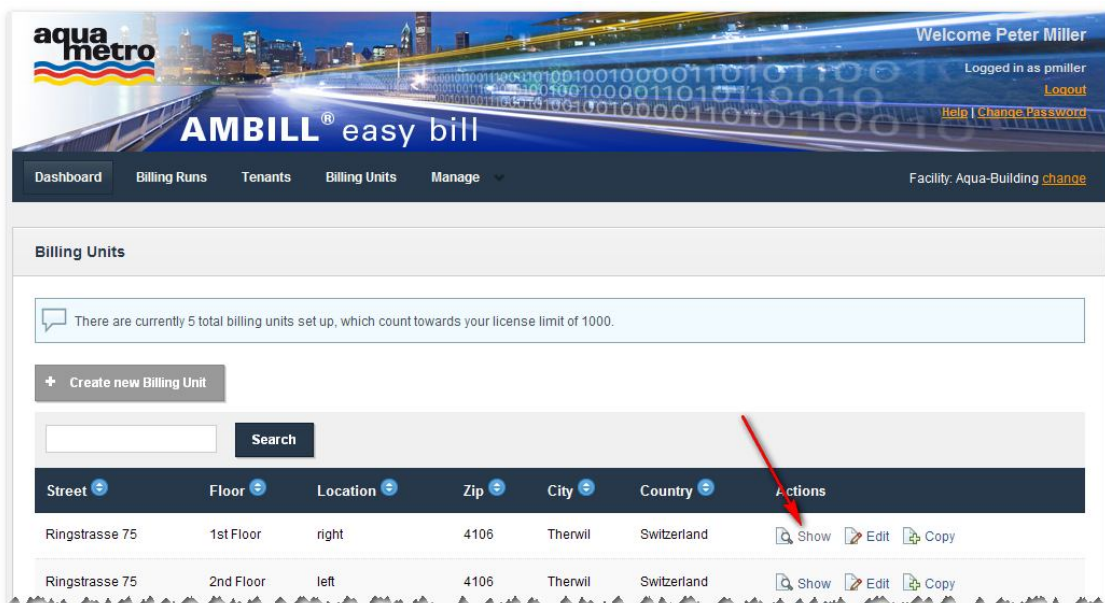 aqua
metro
Welcome Peter Miller
Logged in as pmiller
Logout
Help | Change Password
AMBILL® easy bill
Dashboard Billing Runs Tenants Billing Units Manage Facility: Aqua-Building change
Billing Units
There are currently 5 total billing units set up, which count towards your license limit of 1000.
+ Create new Billing Unit
Search
Street Floor Location Zip City Country Actions
Ringstrasse 75 1st Floor right 4106 Therwil Switzerland Show Edit Copy
Ringstrasse 75 2nd Floor left 4106 Therwil Switzerland Show Edit Copy